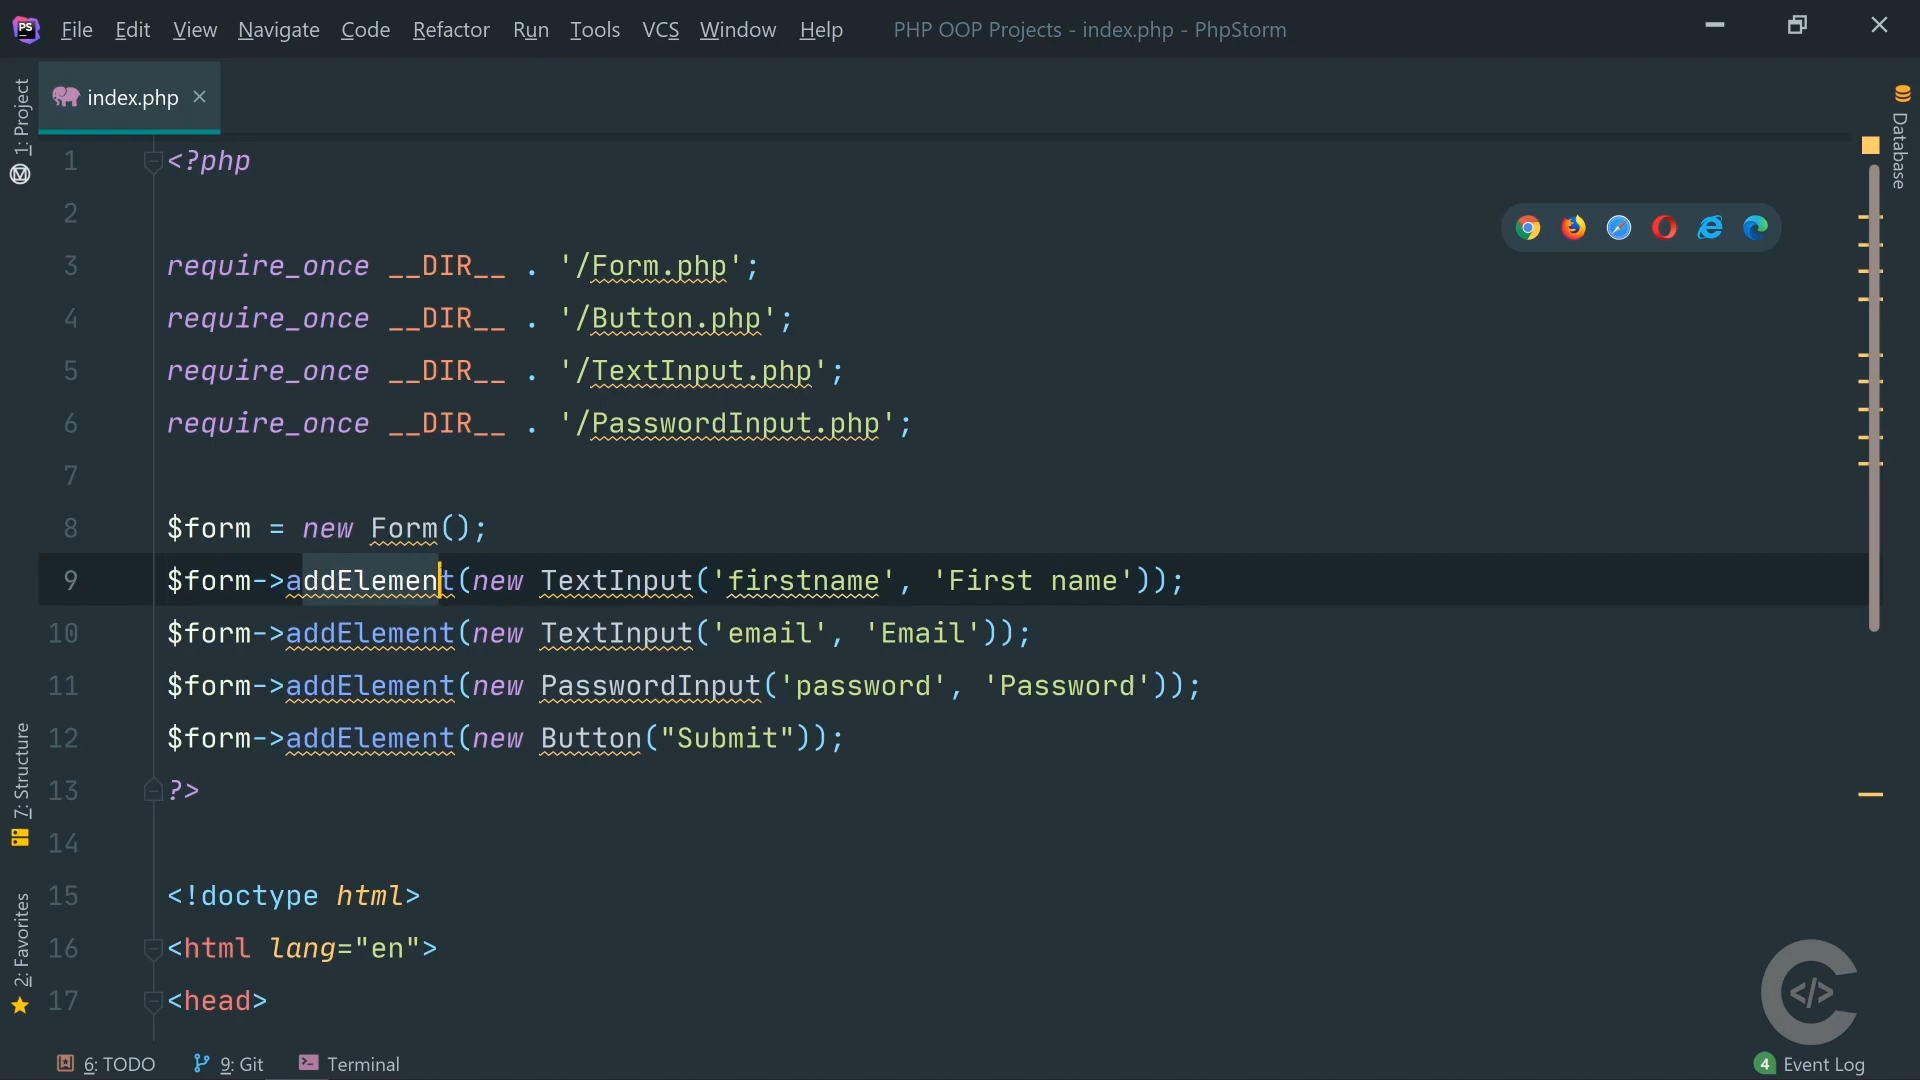 PS File Edit View Navigate Code Refactor Run Tools VCS Window Help PHP OOP Projects - index.php - PhpStorm
index.php
1: Project
Database
1 <?php
2
3 require_once __DIR__ . '/Form.php';
4 require_once __DIR__ . '/Button.php';
5 require_once __DIR__ . '/TextInput.php';
6 require_once __DIR__ . '/PasswordInput.php';
7
8 $form = new Form();
9 $form->addElement(new TextInput('firstname', 'First name'));
10 $form->addElement(new TextInput('email', 'Email'));
11 $form->addElement(new PasswordInput('password', 'Password'));
12 $form->addElement(new Button("Submit"));
13 ?>
14
15 <!doctype html>
16 <html lang="en">
17 <head>
7: Structure
2: Favorites
</>
6: TODO 9: Git Terminal 4 Event Log